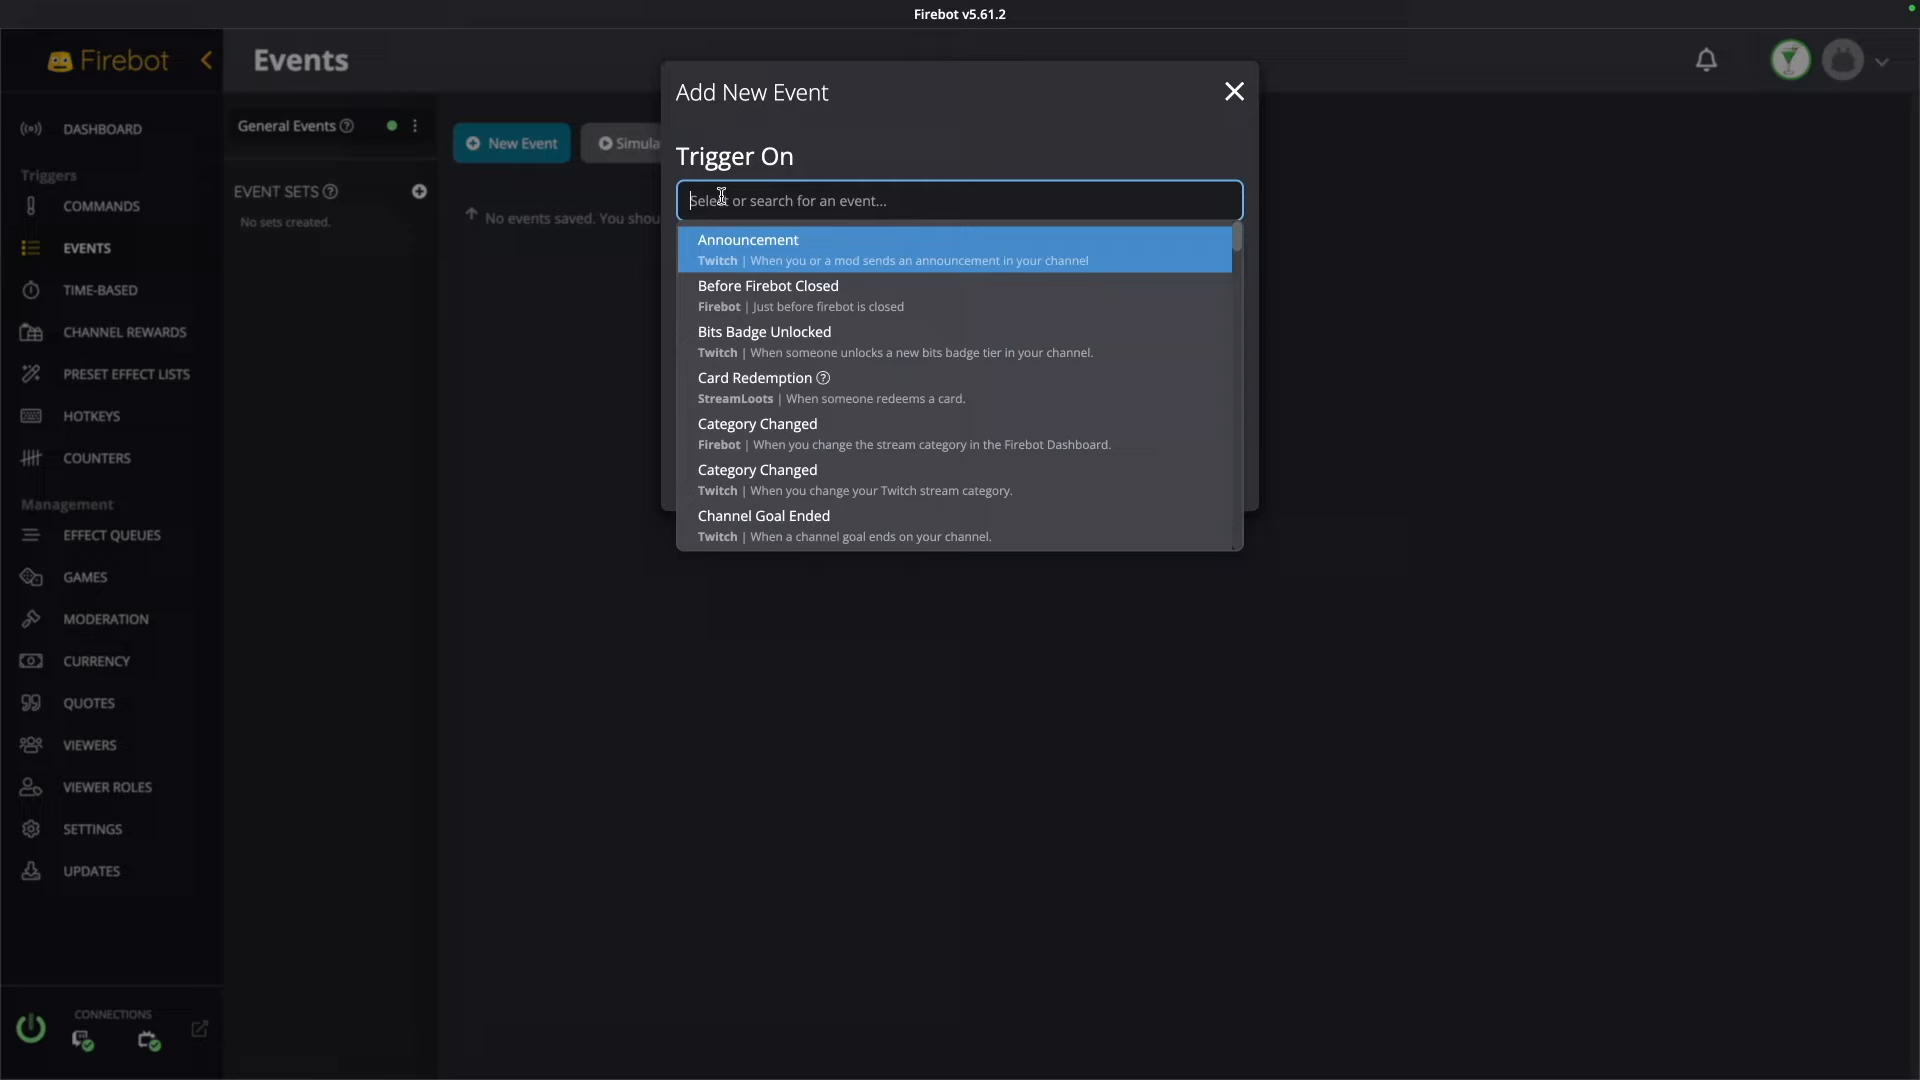 Firebot v5.61.2
Firebot
Events
DASHBOARD
Triggers
COMMANDS
EVENTS
TIME-BASED
CHANNEL REWARDS
PRESET EFFECT LISTS
HOTKEYS
COUNTERS
Management
EFFECT QUEUES
GAMES
MODERATION
CURRENCY
QUOTES
VIEWERS
VIEWER ROLES
SETTINGS
UPDATES
CONNECTIONS
General Events
EVENT SETS
No sets created.
New Event
Simula
No events saved. You shou
Add New Event
Trigger On
Select or search for an event...
Announcement
Twitch | When you or a mod sends an announcement in your channel
Before Firebot Closed
Firebot | Just before firebot is closed
Bits Badge Unlocked
Twitch | When someone unlocks a new bits badge tier in your channel.
Card Redemption
StreamLoots | When someone redeems a card.
Category Changed
Firebot | When you change the stream category in the Firebot Dashboard.
Category Changed
Twitch | When you change your Twitch stream category.
Channel Goal Ended
Twitch | When a channel goal ends on your channel.